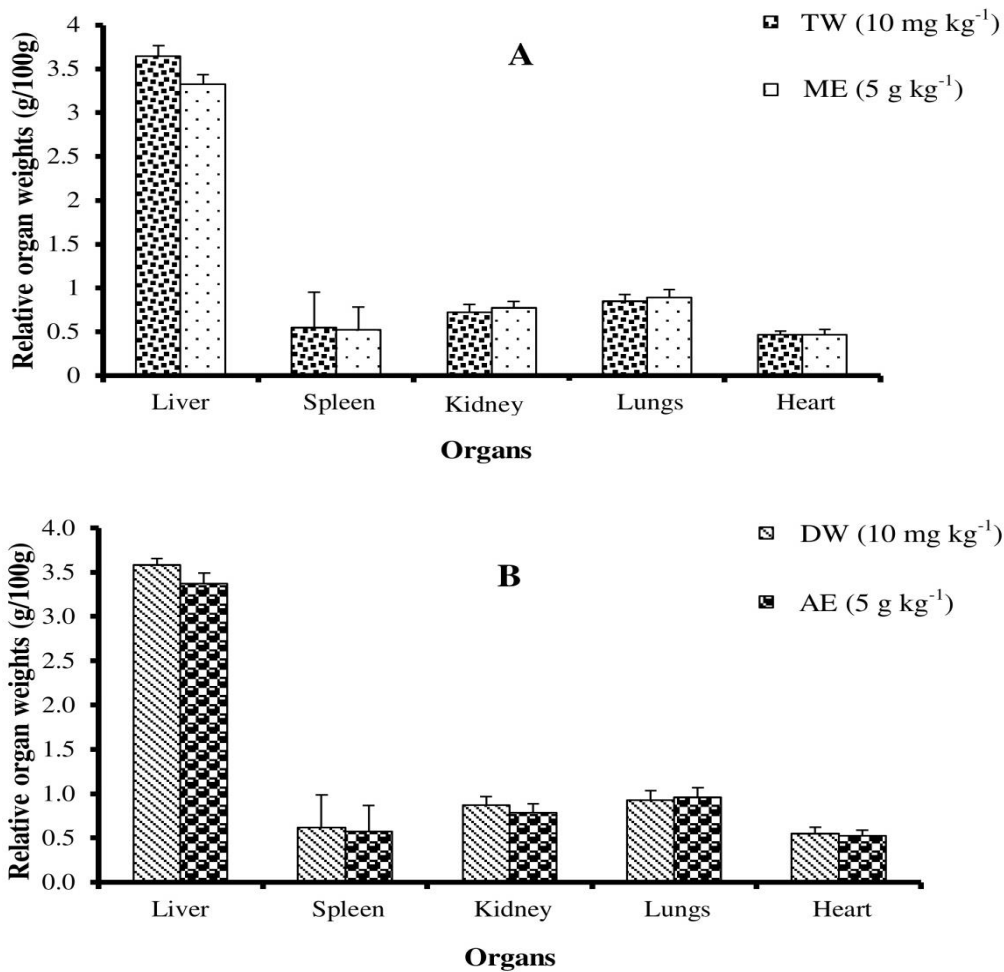 A
TW (10 mg kg⁻¹)
ME (5 g kg⁻¹)
Relative organ weights (g/100g)
4
3.5
3
2.5
2
1.5
1
0.5
0
Liver Spleen Kidney Lungs Heart
Organs
B
DW (10 mg kg⁻¹)
AE (5 g kg⁻¹)
Relative organ weights (g/100g)
4.0
3.5
3.0
2.5
2.0
1.5
1.0
0.5
0.0
Liver Spleen Kidney Lungs Heart
Organs